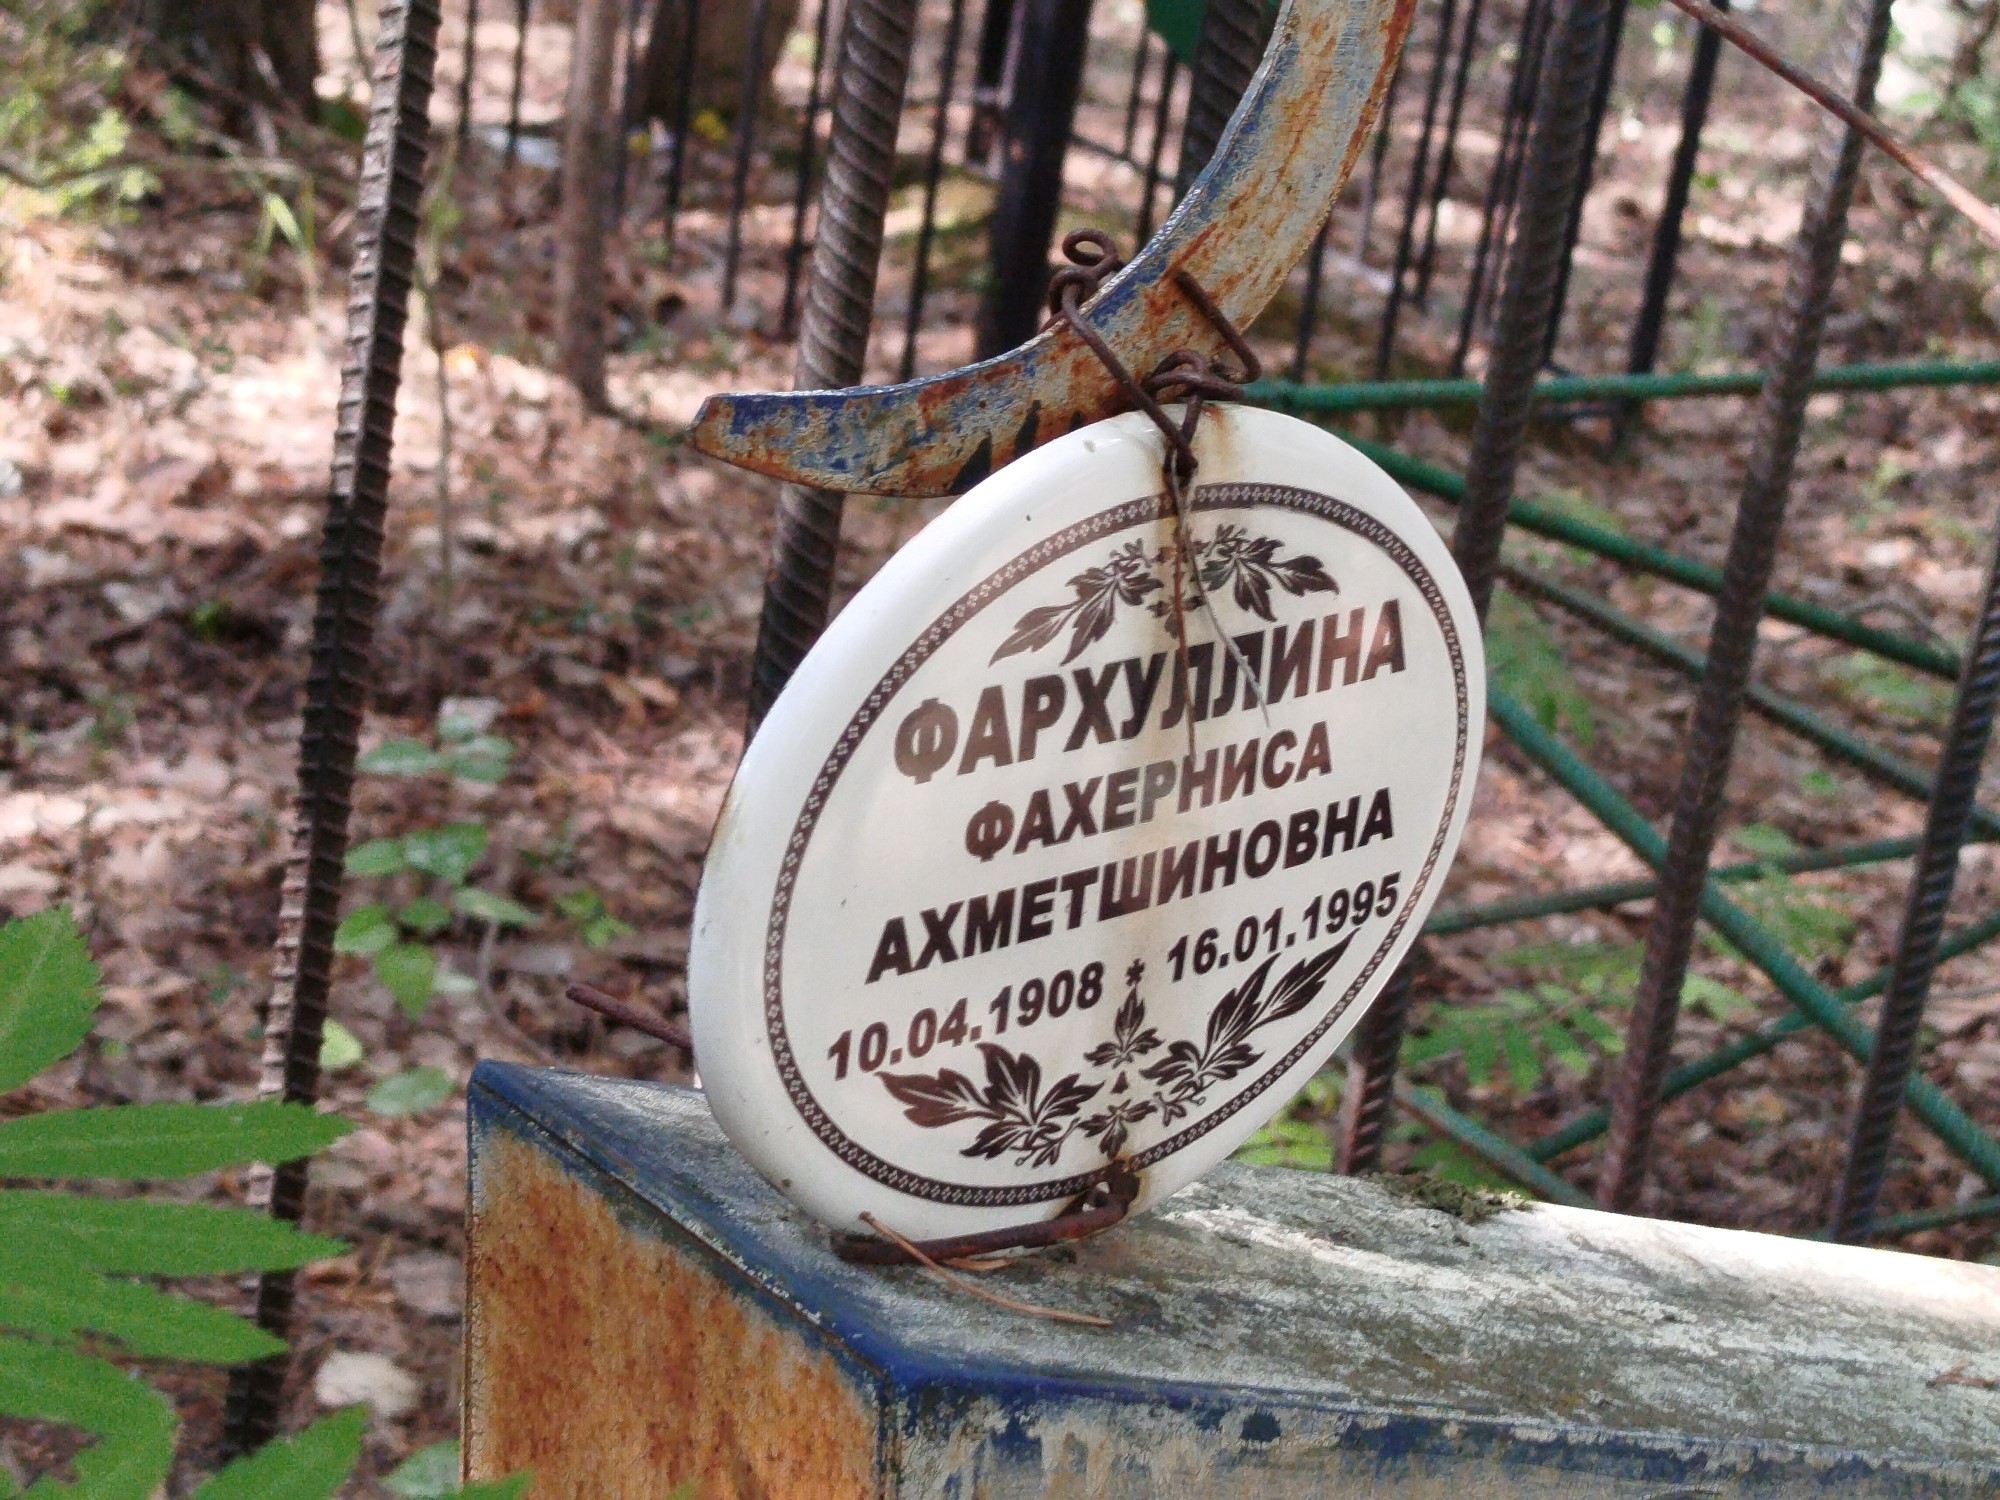 ФАРХУЛЛИНА
ФАХЕРНИСА
АХМЕТШИНОВНА
10.04.1908 * 16.01.1995